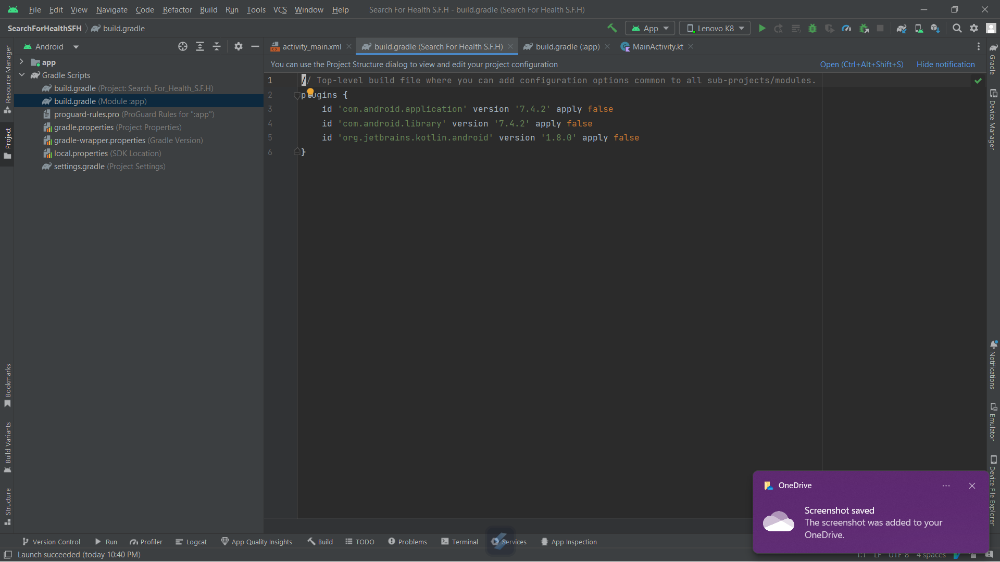 File Edit View Navigate Code Refactor Build Run Tools VCS Window Help Search For Health S.F.H - build.gradle (Search For Health S.F.H)
SearchForHealthSFH build.gradle App Lenovo K8
Android
activity_main.xml build.gradle (Search For Health S.F.H) build.gradle (:app) MainActivity.kt
You can use the Project Structure dialog to view and edit your project configuration Open (Ctrl+Alt+Shift+S) Hide notification
app
Gradle Scripts
build.gradle (Project: Search_For_Health_S.F.H)
build.gradle (Module :app)
proguard-rules.pro (ProGuard Rules for ":app")
gradle.properties (Project Properties)
gradle-wrapper.properties (Gradle Version)
local.properties (SDK Location)
settings.gradle (Project Settings)
1 // Top-level build file where you can add configuration options common to all sub-projects/modules.
2 plugins {
3 id 'com.android.application' version '7.4.2' apply false
4 id 'com.android.library' version '7.4.2' apply false
5 id 'org.jetbrains.kotlin.android' version '1.8.0' apply false
6 }
Resource Manager
Project
Bookmarks
Build Variants
Structure
Gradle
Device Manager
Notifications
Emulator
Device File Explorer
OneDrive
Screenshot saved
The screenshot was added to your
OneDrive.
Version Control Run Profiler Logcat App Quality Insights Build TODO Problems Terminal Services App Inspection
Launch succeeded (today 10:40 PM) 1:1 LF UTF-8 4 spaces